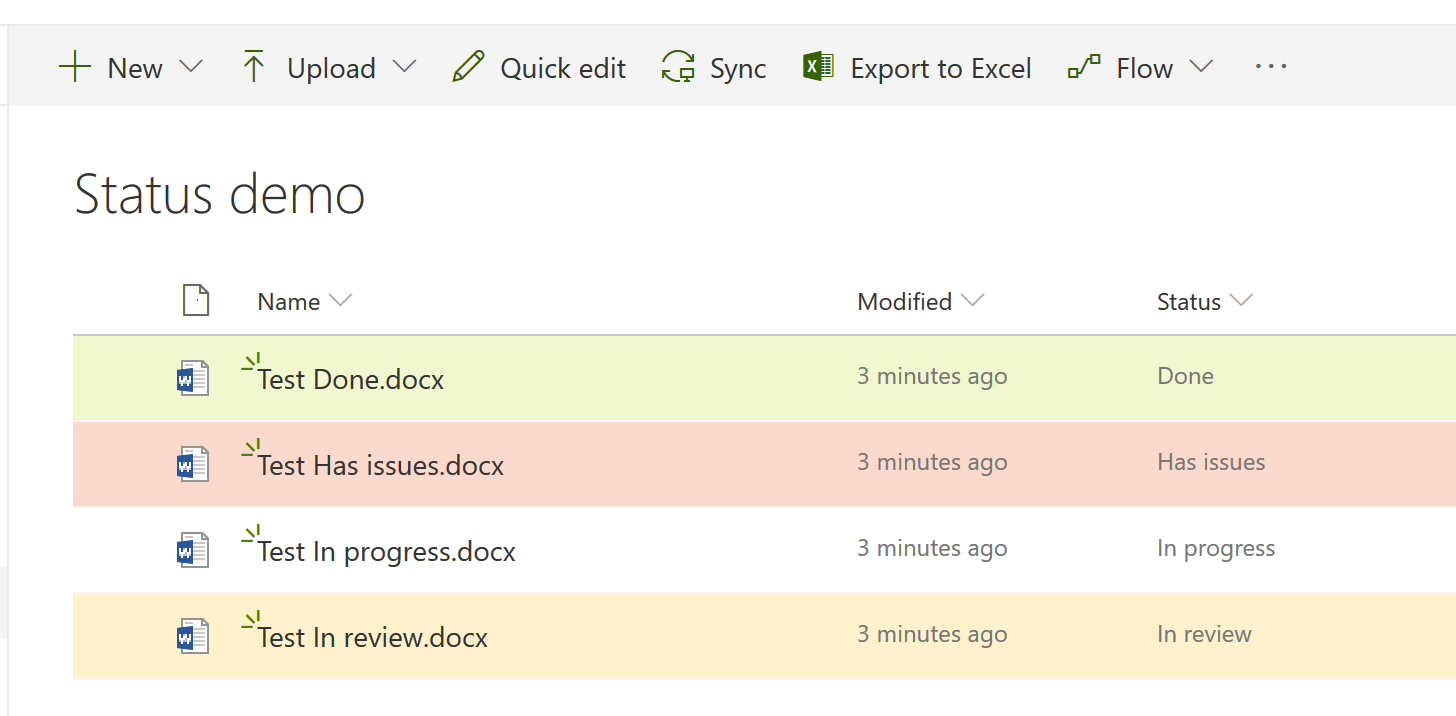 New Upload Quick edit Sync Export to Excel Flow ...
Status demo
Name Modified Status
Test Done.docx 3 minutes ago Done
Test Has issues.docx 3 minutes ago Has issues
Test In progress.docx 3 minutes ago In progress
Test In review.docx 3 minutes ago In review